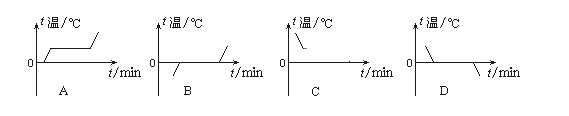 t温/℃ t温/℃ t温/℃ t温/℃
0 0 0 0
t/min t/min t/min t/min
A B C D